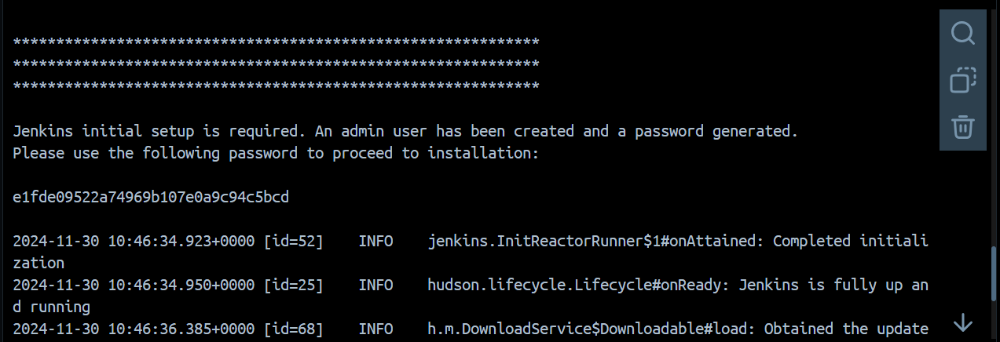 *************************************************************
*************************************************************
*************************************************************
Jenkins initial setup is required. An admin user has been created and a password generated.
Please use the following password to proceed to installation:
e1fde09522a74969b107e0a9c94c5bcd
2024-11-30 10:46:34.923+0000 [id=52]    INFO    jenkins.InitReactorRunner$1#onAttained: Completed initiali
zation
2024-11-30 10:46:34.950+0000 [id=25]    INFO    hudson.lifecycle.Lifecycle#onReady: Jenkins is fully up an
d running
2024-11-30 10:46:36.385+0000 [id=68]    INFO    h.m.DownloadService$Downloadable#load: Obtained the update